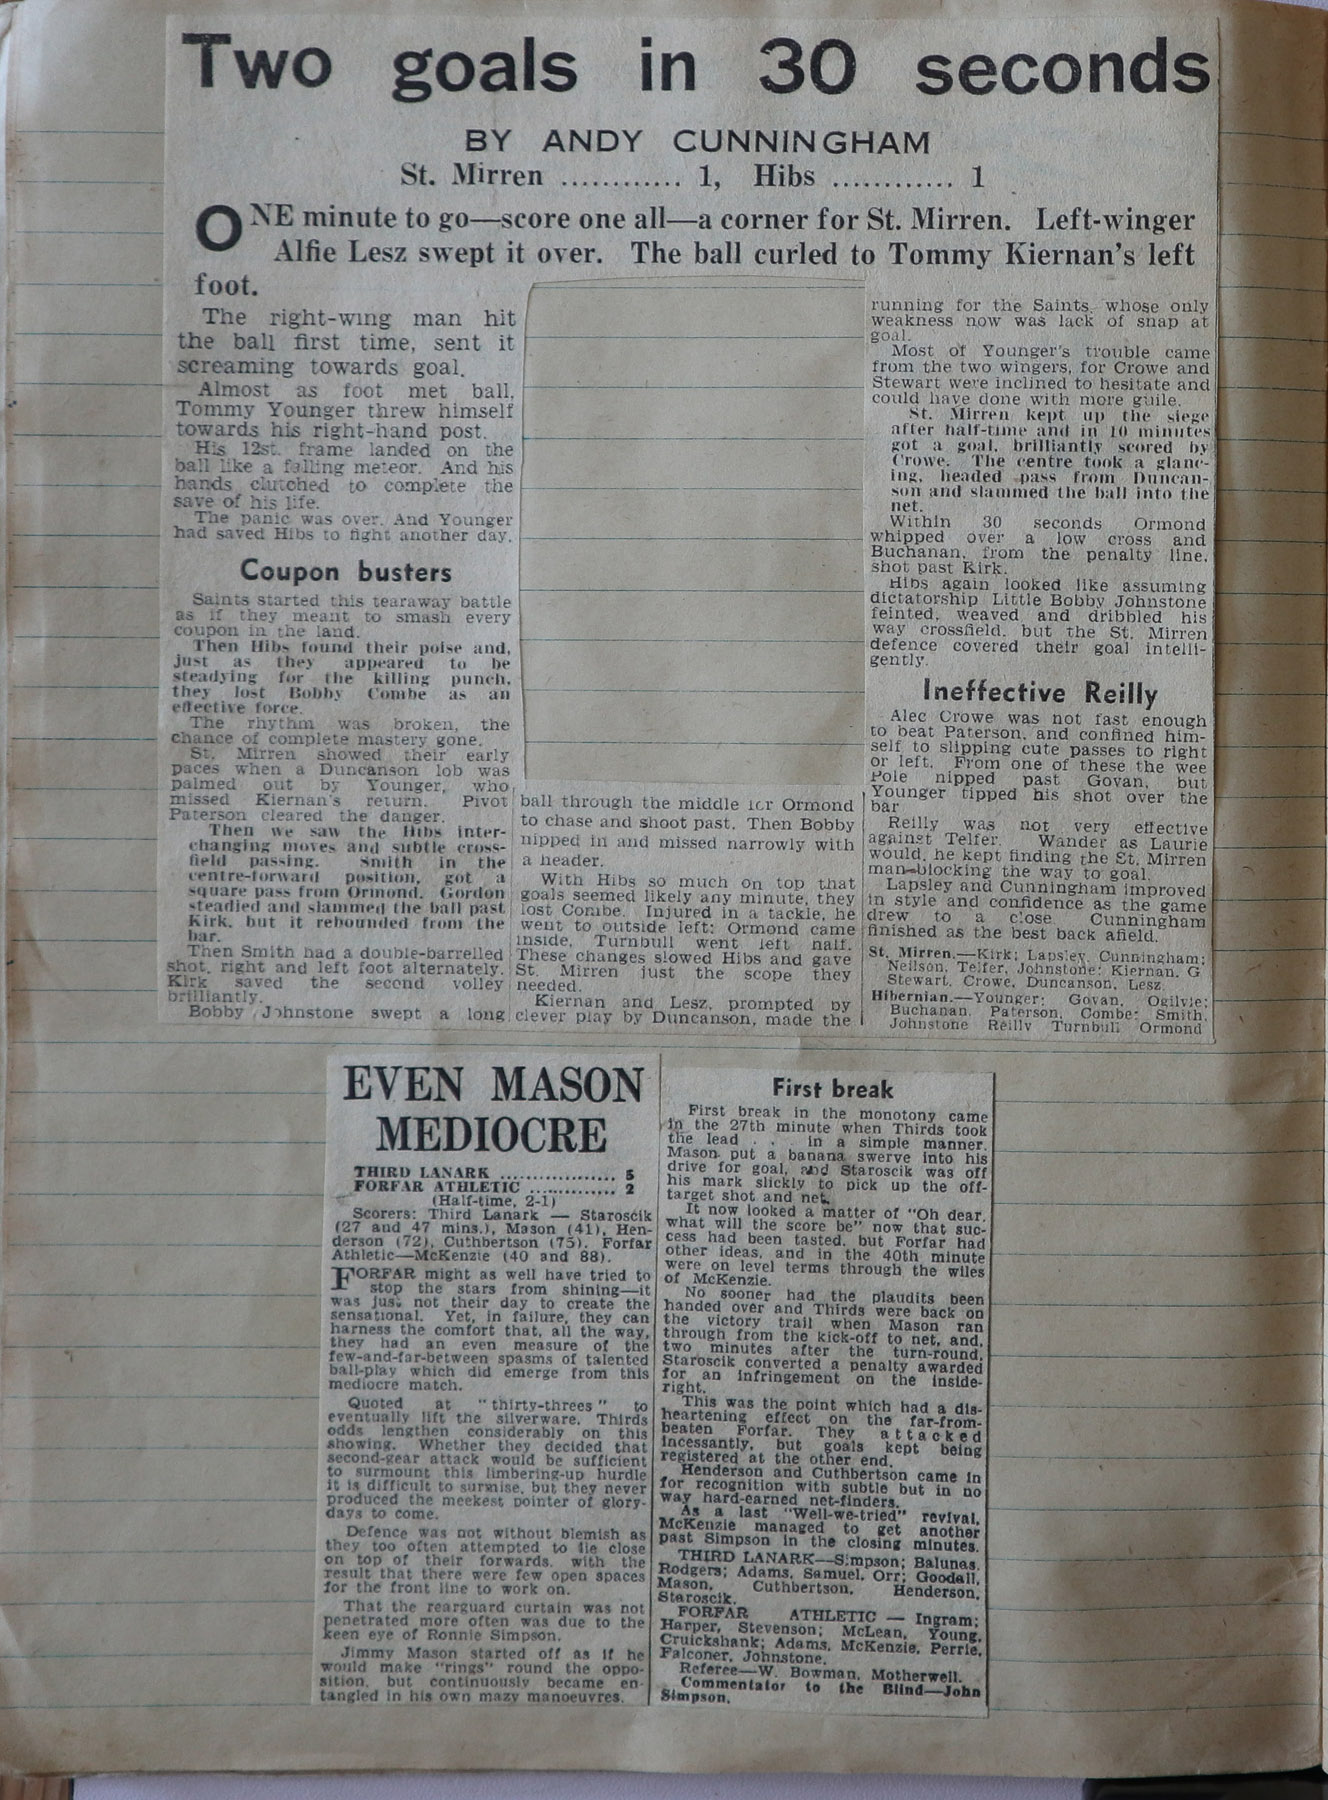 Two goals in 30 seconds
BY ANDY CUNNINGHAM
St. Mirren ............ 1, Hibs ............ 1
ONE minute to go—score one all—a corner for St. Mirren. Left-winger
Alfie Lesz swept it over. The ball curled to Tommy Kiernan's left
foot.
The right-wing man hit
the ball first time, sent it
screaming towards goal.
Almost as foot met ball,
Tommy Younger threw himself
towards his right-hand post.
His 12st. frame landed on the
ball like a falling meteor. And his
hands clutched to complete the
save of his life.
The panic was over. And Younger
had saved Hibs to fight another day.
Coupon busters
Saints started this tearaway battle
as if they meant to smash every
coupon in the land.
Then Hibs found their poise and,
just as they appeared to be
steadying for the killing punch,
they lost Bobby Combe as an
effective force.
The rhythm was broken, the
chance of complete mastery gone.
St. Mirren showed their early
paces when a Duncanson lob was
palmed out by Younger, who
missed Kiernan's return. Pivot
Paterson cleared the danger.
Then we saw the Hibs inter-
changing moves and subtle cross-
field passing. Smith in the
centre-forward position, got a
square pass from Ormond. Gordon
steadied and slammed the ball past
Kirk, but it rebounded from the
bar.
Then Smith had a double-barrelled
shot, right and left foot alternately.
Kirk saved the second volley
brilliantly.
Bobby Johnstone swept a long
ball through the middle for Ormond
to chase and shoot past. Then Bobby
nipped in and missed narrowly with
a header.
With Hibs so much on top that
goals seemed likely any minute, they
lost Combe. Injured in a tackle, he
went to outside left; Ormond came
inside, Turnbull went left half.
These changes slowed Hibs and gave
St. Mirren just the scope they
needed.
Kiernan and Lesz, prompted by
clever play by Duncanson, made the
running for the Saints, whose only
weakness now was lack of snap at
goal.
Most of Younger's trouble came
from the two wingers, for Crowe and
Stewart were inclined to hesitate and
could have done with more guile.
St. Mirren kept up the siege
after half-time and in 10 minutes
got a goal, brilliantly scored by
Crowe. The centre took a glanc-
ing, headed pass from Duncan-
son and slammed the ball into the
net.
Within 30 seconds Ormond
whipped over a low cross and
Buchanan, from the penalty line,
shot past Kirk.
Hibs again looked like assuming
dictatorship Little Bobby Johnstone
feinted, weaved and dribbled his
way crossfield, but the St. Mirren
defence covered their goal intelli-
gently.
Ineffective Reilly
Alec Crowe was not fast enough
to beat Paterson, and confined him-
self to slipping cute passes to right
or left. From one of these the wee
Pole nipped past Govan, but
Younger tipped his shot over the
bar
Reilly was not very effective
against Telfer. Wander as Laurie
would, he kept finding the St. Mirren
man blocking the way to goal.
Lapsley and Cunningham improved
in style and confidence as the game
drew to a close Cunningham
finished as the best back afield.
St. Mirren.—Kirk; Lapsley, Cunningham;
Neilson, Telfer, Johnstone; Kiernan, G
Stewart, Crowe, Duncanson, Lesz.
Hibernian.—Younger; Govan, Ogilvie;
Buchanan, Paterson, Combe; Smith,
Johnstone Reilly Turnbull Ormond
EVEN MASON
MEDIOCRE
THIRD LANARK ................. 5
FORFAR ATHLETIC ............. 2
(Half-time, 2-1)
Scorers: Third Lanark — Staroscik
(27 and 47 mins.), Mason (41), Hen-
derson (72), Cuthbertson (75). Forfar
Athletic—McKenzie (40 and 88).
FORFAR might as well have tried to
stop the stars from shining—it
was just not their day to create the
sensational. Yet, in failure, they can
harness the comfort that, all the way,
they had an even measure of the
few-and-far-between spasms of talented
ball-play which did emerge from this
mediocre match.
Quoted at "thirty-threes" to
eventually lift the silverware, Thirds
odds lengthen considerably on this
showing. Whether they decided that
second-gear attack would be sufficient
to surmount this limbering-up hurdle
it is difficult to surmise, but they never
produced the meekest pointer of glory-
days to come.
Defence was not without blemish as
they too often attempted to lie close
on top of their forwards, with the
result that there were few open spaces
for the front line to work on.
That the rearguard curtain was not
penetrated more often was due to the
keen eye of Ronnie Simpson.
Jimmy Mason started off as if he
would make "rings" round the oppo-
sition, but continuously became en-
tangled in his own mazy manoeuvres.
First break
First break in the monotony came
in the 27th minute when Thirds took
the lead . . in a simple manner.
Mason put a banana swerve into his
drive for goal, and Staroscik was off
his mark slickly to pick up the off-
target shot and net.
It now looked a matter of "Oh dear,
what will the score be" now that suc-
cess had been tasted, but Forfar had
other ideas, and in the 40th minute
were on level terms through the wiles
of McKenzie.
No sooner had the plaudits been
handed over and Thirds were back on
the victory trail when Mason ran
through from the kick-off to net, and,
two minutes after the turn-round,
Staroscik converted a penalty awarded
for an infringement on the inside-
right.
This was the point which had a dis-
heartening effect on the far-from-
beaten Forfar. They attacked
incessantly, but goals kept being
registered at the other end.
Henderson and Cuthbertson came in
for recognition with subtle but in no
way hard-earned net-finders.
As a last "Well-we-tried" revival,
McKenzie managed to get another
past Simpson in the closing minutes.
THIRD LANARK—Simpson; Balunas,
Rodgers; Adams, Samuel, Orr; Goodall,
Mason, Cuthbertson, Henderson,
Staroscik.
FORFAR ATHLETIC — Ingram;
Harper, Stevenson; McLean, Young,
Cruickshank; Adams, McKenzie, Perrie,
Falconer, Johnstone.
Referee—W. Bowman, Motherwell.
Commentator to the Blind—John
Simpson.